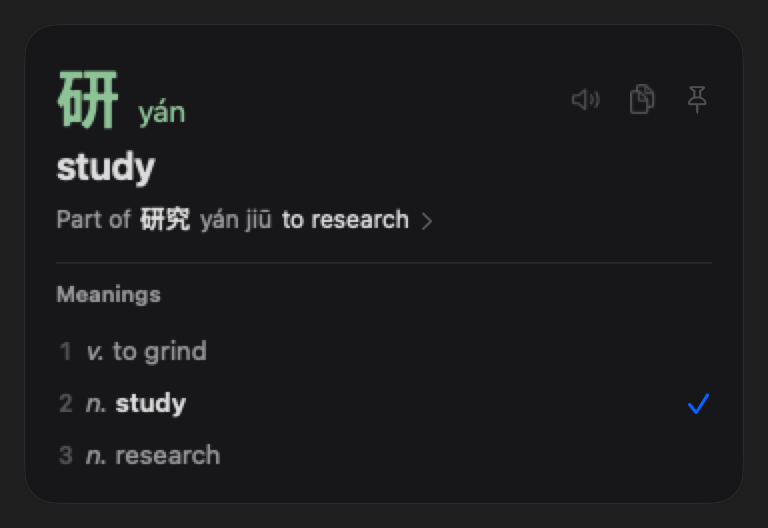 研 yán
study
Part of 研究 yán jiū to research
Meanings
1 v. to grind
2 n. study
3 n. research